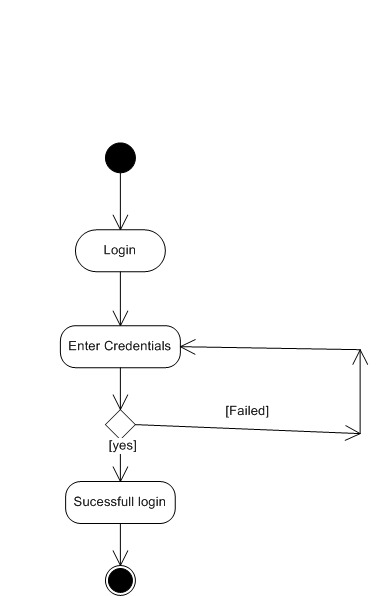 Login
Enter Credentials
[Failed]
[yes]
Sucessfull login